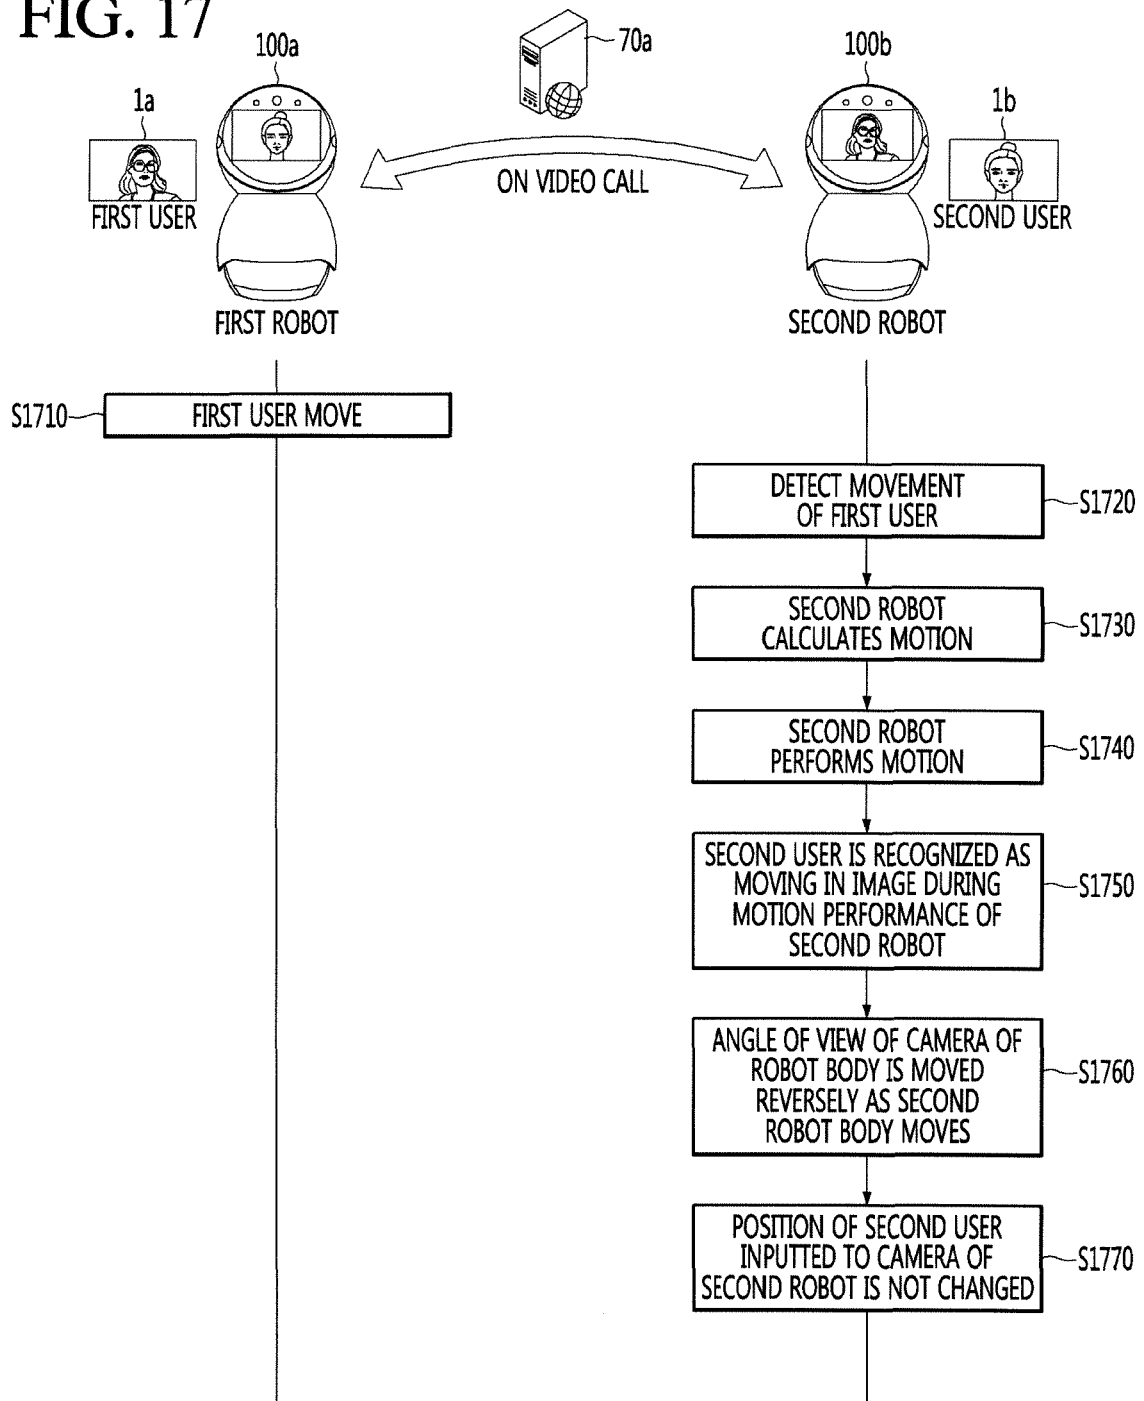 FIG. 17
100a
70a
100b
1a
1b
ON VIDEO CALL
FIRST USER
SECOND USER
FIRST ROBOT
SECOND ROBOT
S1710
FIRST USER MOVE
DETECT MOVEMENT
OF FIRST USER
S1720
SECOND ROBOT
CALCULATES MOTION
S1730
SECOND ROBOT
PERFORMS MOTION
S1740
SECOND USER IS RECOGNIZED AS
MOVING IN IMAGE DURING
MOTION PERFORMANCE OF
SECOND ROBOT
S1750
ANGLE OF VIEW OF CAMERA OF
ROBOT BODY IS MOVED
REVERSELY AS SECOND
ROBOT BODY MOVES
S1760
POSITION OF SECOND USER
INPUTTED TO CAMERA OF
SECOND ROBOT IS NOT CHANGED
S1770